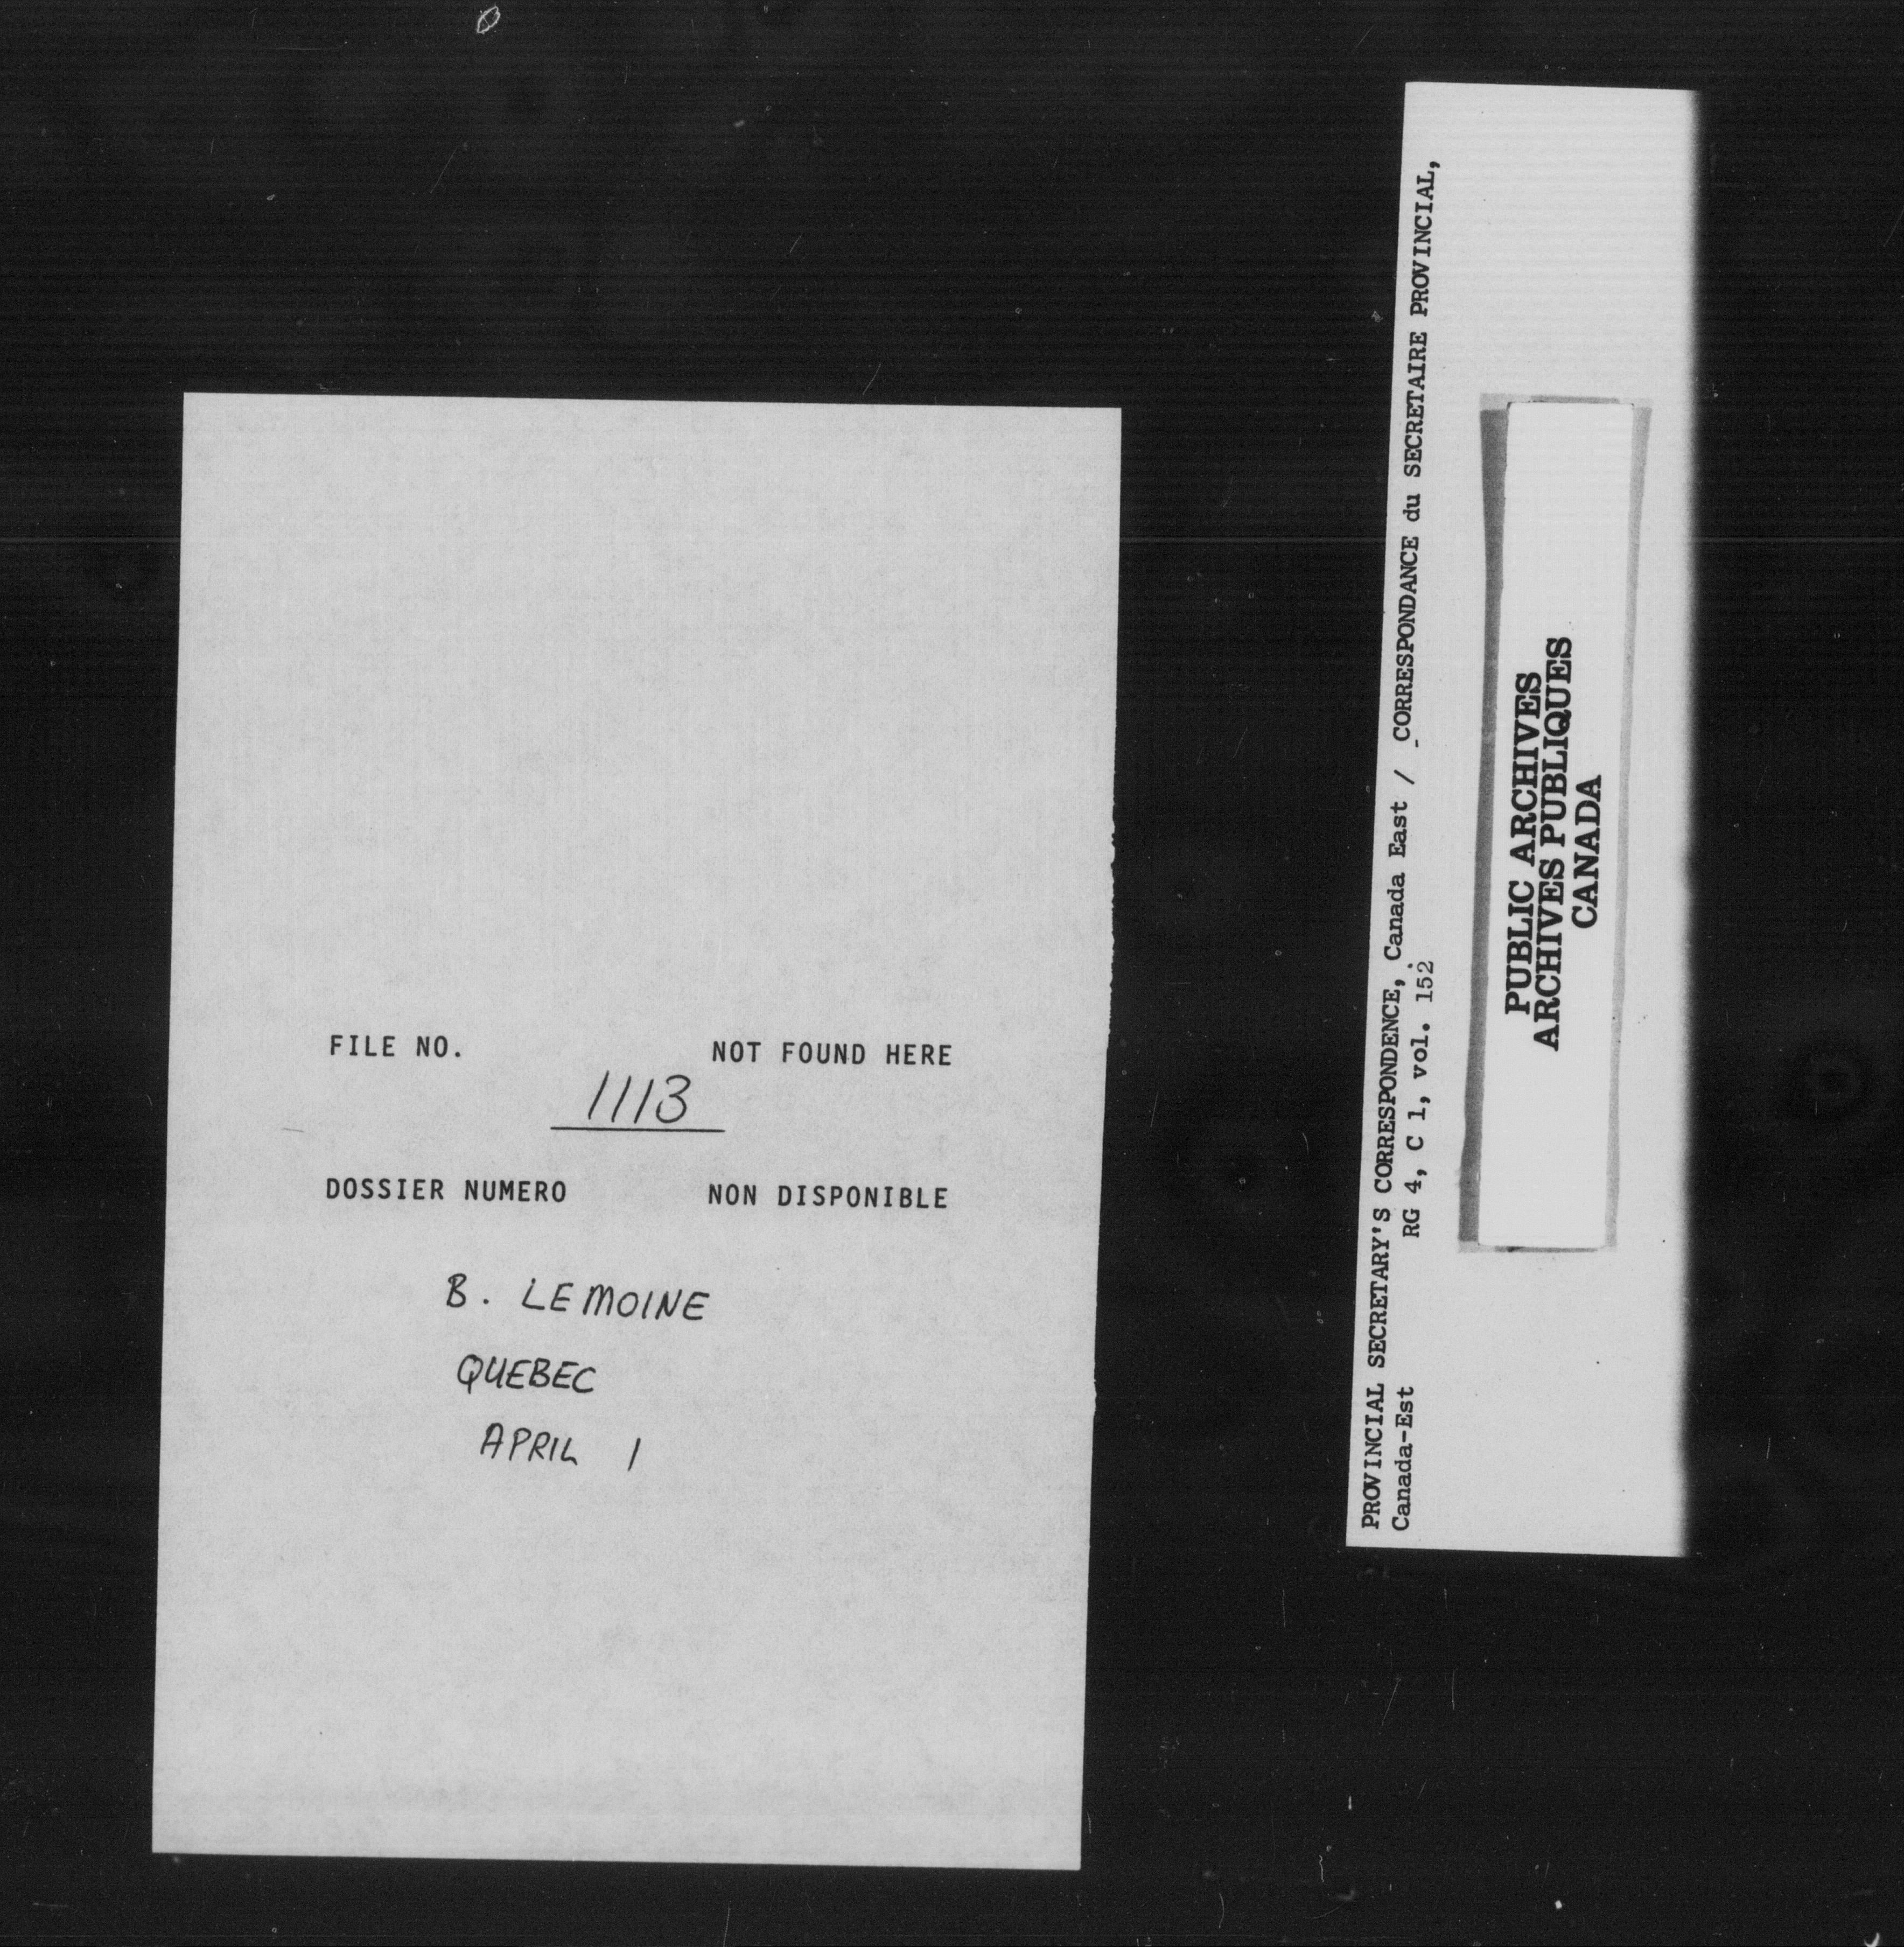 FILE NO. NOT FOUND HERE
1113
DOSSIER NUMERO NON DISPONIBLE
B. LEMOINE
QUEBEC
APRIL 1
PROVINCIAL SECRETARY'S CORRESPONDENCE, Canada East / CORRESPONDANCE du SECRETAIRE PROVINCIAL,
Canada-Est RG 4, C 1, vol. 152
PUBLIC ARCHIVES
ARCHIVES PUBLIQUES
CANADA